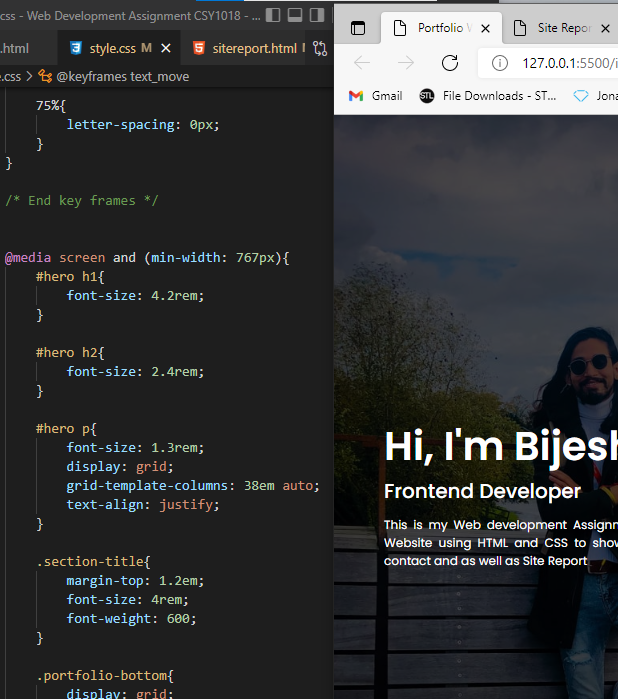 css - Web Development Assignment CSY1018 - ...
.html
style.css M
sitereport.html
e.css > @keyframes text_move
75%{
letter-spacing: 0px;
}
}
/* End key frames */
@media screen and (min-width: 767px){
#hero h1{
font-size: 4.2rem;
}
#hero h2{
font-size: 2.4rem;
}
#hero p{
font-size: 1.3rem;
display: grid;
grid-template-columns: 38em auto;
text-align: justify;
}
.section-title{
margin-top: 1.2em;
font-size: 4rem;
font-weight: 600;
}
.portfolio-bottom{
display: grid;
Portfolio W
Site Repor
127.0.0.1:5500/i
Gmail
STL
File Downloads - ST...
Jona
Hi, I'm Bijesh
Frontend Developer
This is my Web development Assignm
Website using HTML and CSS to show
contact and as well as Site Report